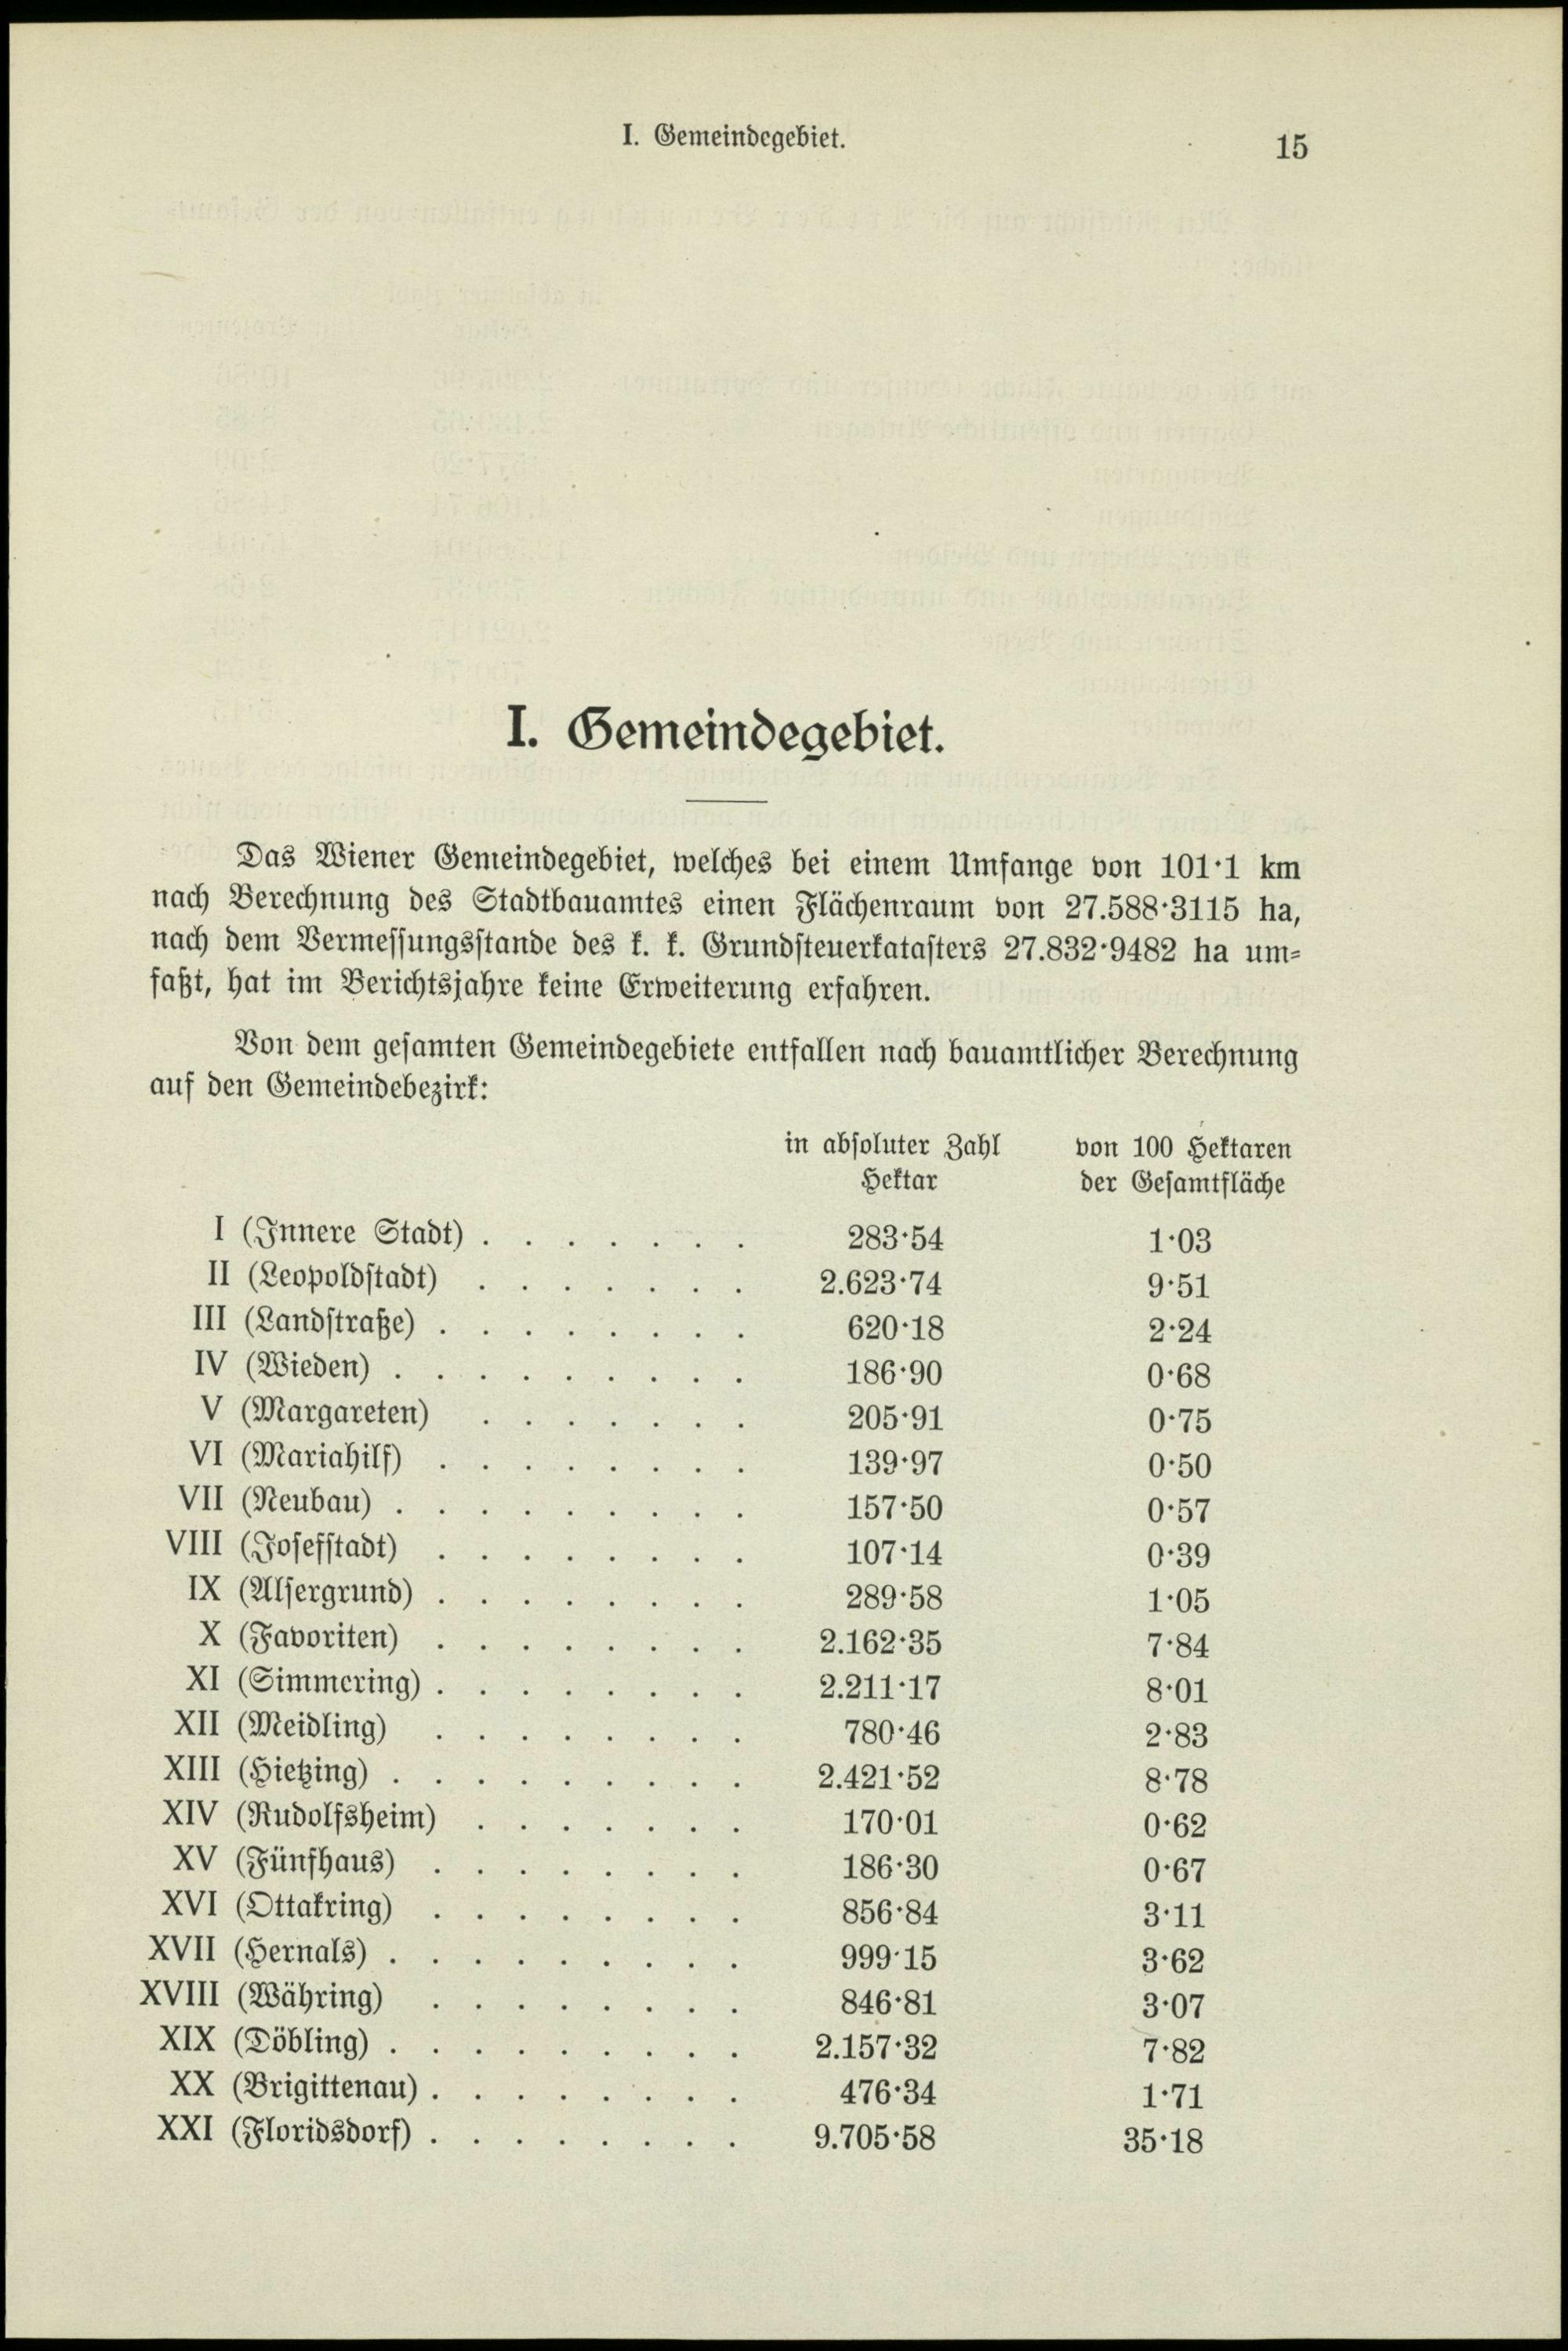 I. Gemeindegebiet.
15
I. Gemeindegebiet.
Das Wiener Gemeindegebiet, welches bei einem Umfange von 101·1 km
nach Berechnung des Stadtbauamtes einen Flächenraum von 27.588·3115 ha,
nach dem Vermessungsstande des k. k. Grundsteuerkatasters 27.832·9482 ha um-
faßt, hat im Berichtsjahre keine Erweiterung erfahren.
Von dem gesamten Gemeindegebiete entfallen nach bauamtlicher Berechnung
auf den Gemeindebezirk:
in absoluter Zahl von 100 Hektaren
Hektar der Gesamtfläche
I (Innere Stadt) . . . . . . . 283·54 1·03
II (Leopoldstadt) . . . . . . . 2.623·74 9·51
III (Landstraße) . . . . . . . . 620·18 2·24
IV (Wieden) . . . . . . . . . 186·90 0·68
V (Margareten) . . . . . . . 205·91 0·75
VI (Mariahilf) . . . . . . . . 139·97 0·50
VII (Neubau) . . . . . . . . . 157·50 0·57
VIII (Josefstadt) . . . . . . . . 107·14 0·39
IX (Alsergrund) . . . . . . . . 289·58 1·05
X (Favoriten) . . . . . . . . 2.162·35 7·84
XI (Simmering) . . . . . . . . 2.211·17 8·01
XII (Meidling) . . . . . . . . 780·46 2·83
XIII (Hietzing) . . . . . . . . . 2.421·52 8·78
XIV (Rudolfsheim) . . . . . . . 170·01 0·62
XV (Fünfhaus) . . . . . . . . 186·30 0·67
XVI (Ottakring) . . . . . . . . 856·84 3·11
XVII (Hernals) . . . . . . . . . 999·15 3·62
XVIII (Währing) . . . . . . . . 846·81 3·07
XIX (Döbling) . . . . . . . . . 2.157·32 7·82
XX (Brigittenau) . . . . . . . . 476·34 1·71
XXI (Floridsdorf) . . . . . . . . 9.705·58 35·18